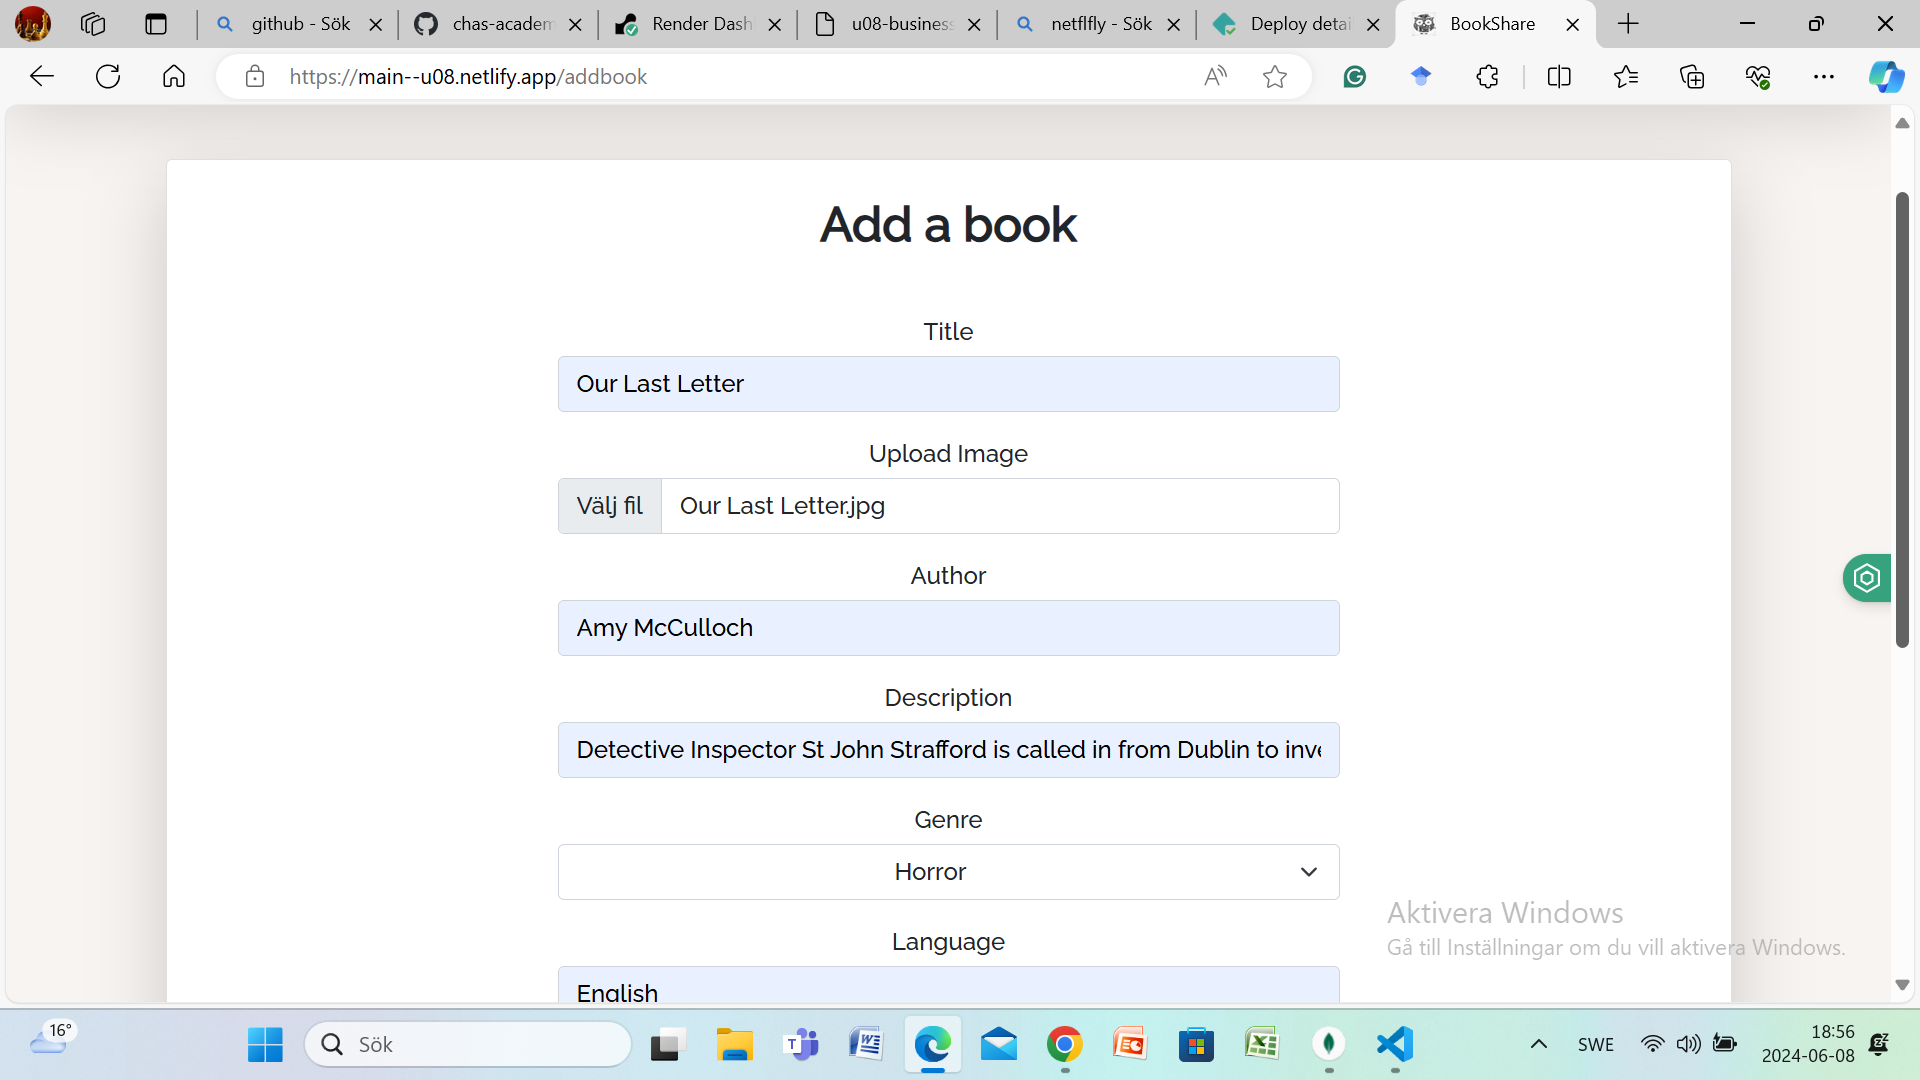 github - Sök
chas-academ
Render Dash
u08-business
netflfly - Sök
Deploy detai
BookShare
https://main--u08.netlify.app/addbook
Add a book
Title
Our Last Letter
Upload Image
Välj fil
Our Last Letter.jpg
Author
Amy McCulloch
Description
Detective Inspector St John Strafford is called in from Dublin to inve
Genre
Horror
Language
English
Aktivera Windows
Gå till Inställningar om du vill aktivera Windows.
16°
Sök
SWE
18:56
2024-06-08